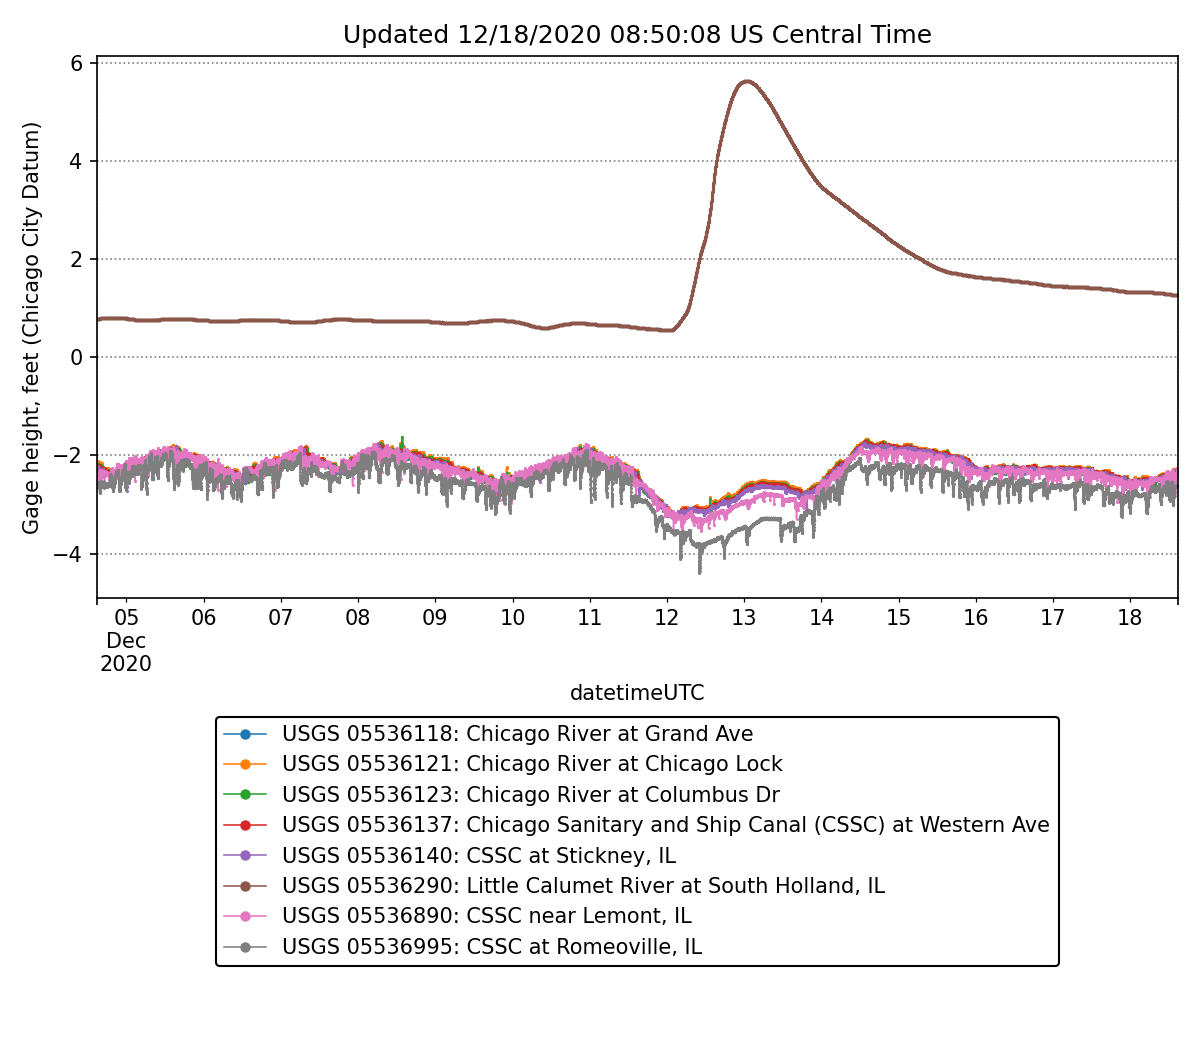 Updated 12/18/2020 08:50:08 US Central Time
Gage height, feet (Chicago City Datum)
6
4
2
0
−2
−4
05 06 07 08 09 10 11 12 13 14 15 16 17 18
Dec
2020
datetimeUTC
USGS 05536118: Chicago River at Grand Ave
USGS 05536121: Chicago River at Chicago Lock
USGS 05536123: Chicago River at Columbus Dr
USGS 05536137: Chicago Sanitary and Ship Canal (CSSC) at Western Ave
USGS 05536140: CSSC at Stickney, IL
USGS 05536290: Little Calumet River at South Holland, IL
USGS 05536890: CSSC near Lemont, IL
USGS 05536995: CSSC at Romeoville, IL